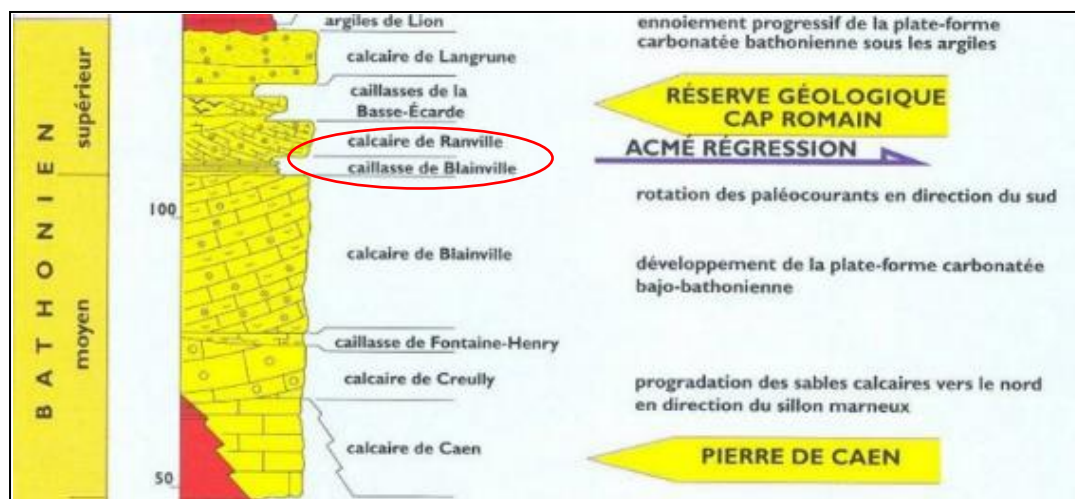 BATHONIEN
supérieur
moyen
100
50
argiles de Lion
calcaire de Langrune
caillasses de la
Basse-Écarde
calcaire de Ranville
caillasse de Blainville
calcaire de Blainville
caillasse de Fontaine-Henry
calcaire de Creully
calcaire de Caen
ennoiement progressif de la plate-forme
carbonatée bathonienne sous les argiles
RÉSERVE GÉOLOGIQUE
CAP ROMAIN
ACMÉ RÉGRESSION
rotation des paléocourants en direction du sud
développement de la plate-forme carbonatée
bajo-bathonienne
progradation des sables calcaires vers le nord
en direction du sillon marneux
PIERRE DE CAEN